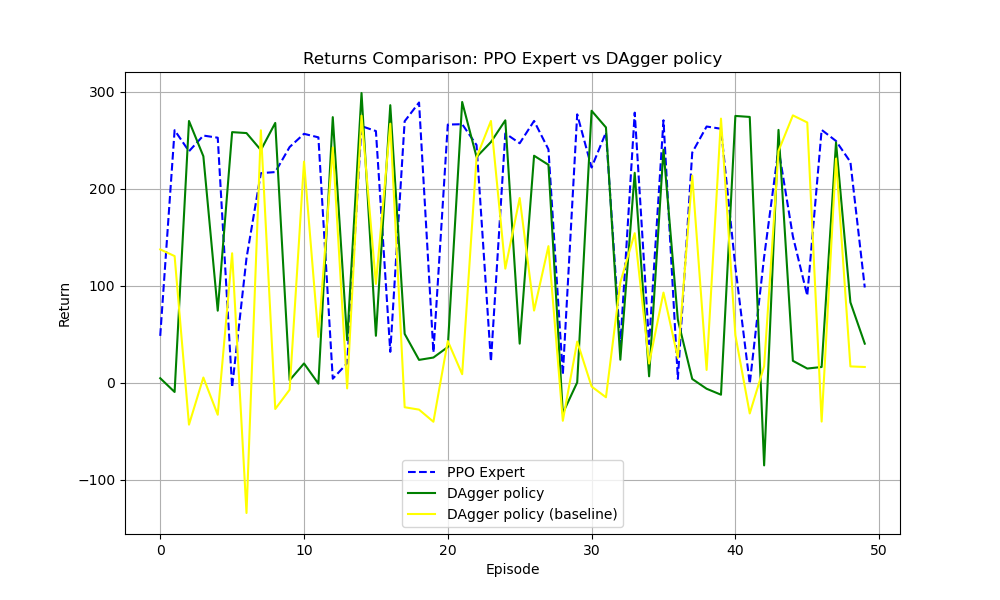 Returns Comparison: PPO Expert vs DAgger policy
300
200
100
0
−100
Return
PPO Expert
DAgger policy
DAgger policy (baseline)
0 10 20 30 40 50
Episode